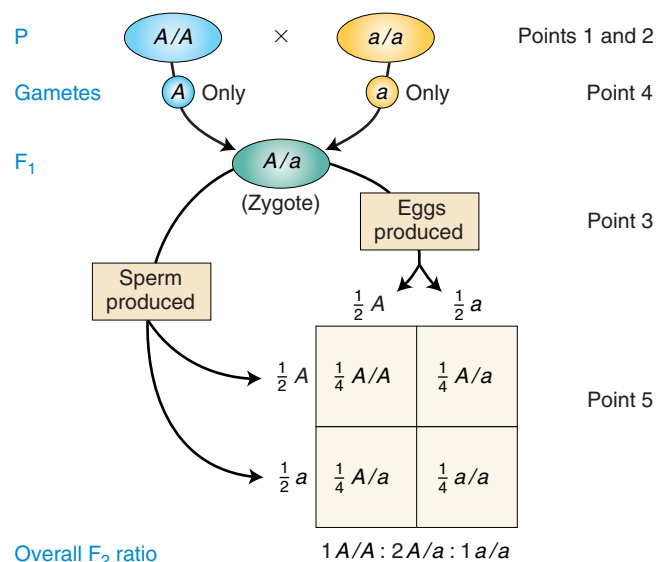 P A/A × a/a Points 1 and 2
Gametes A Only a Only Point 4
F₁ A/a
(Zygote)
Eggs
produced
Point 3
Sperm
produced
½ A ½ a
½ A ¼ A/A ¼ A/a
Point 5
½ a ¼ A/a ¼ a/a
Overall F₂ ratio 1 A/A : 2 A/a : 1 a/a